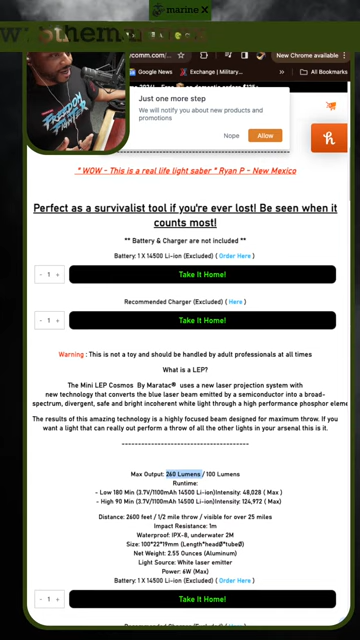 marine X
webthem
ycomm.com/...
New Chrome available
Google News
Exchange | Military...
>> All Bookmarks
Just one more step
We will notify you about new products and
promotions
Nope
Allow
FREEDOM
FIGHTER
" WOW - This is a real life light saber " Ryan P - New Mexico
Perfect as a survivalist tool if you're ever lost! Be seen when it
counts most!
** Battery & Charger are not included **
Battery: 1 X 14500 Li-ion (Excluded) ( Order Here )
- 1 +
Take It Home!
Recommended Charger (Excluded) ( Here )
- 1 +
Take It Home!
Warning : This is not a toy and should be handled by adult professionals at all times
What is a LEP?
The Mini LEP Cosmos By Maratac® uses a new laser projection system with
new technology that converts the blue laser beam emitted by a semiconductor into a broad-
spectrum, divergent, safe and bright incoherent white light through a high performance phosphor eleme
The results of this amazing technology is a highly focused beam designed for maximum throw. If you
want a light that can really out perform a throw of all the other lights in your arsenal this is it.
----------------------------------------
Max Output: 260 Lumens / 100 Lumens
Runtime:
- Low 180 Min (3.7V/1100mAh 14500 Li-ion)Intensity: 48,028 ( Max )
- High 90 Min (3.7V/1100mAh 14500 Li-ion)Intensity: 124,972 ( Max )
Distance: 2600 feet / 1/2 mile throw / visible for over 25 miles
Impact Resistance: 1m
Waterproof: IPX-8, underwater 2M
Size: 100*22*19mm (Length*headØ*tubeØ)
Net Weight: 2.55 Ounces (Aluminum)
Light Source: White laser emitter
Power: 6W (Max)
Battery: 1 X 14500 Li-ion (Excluded) ( Order Here )
- 1 +
Take It Home!